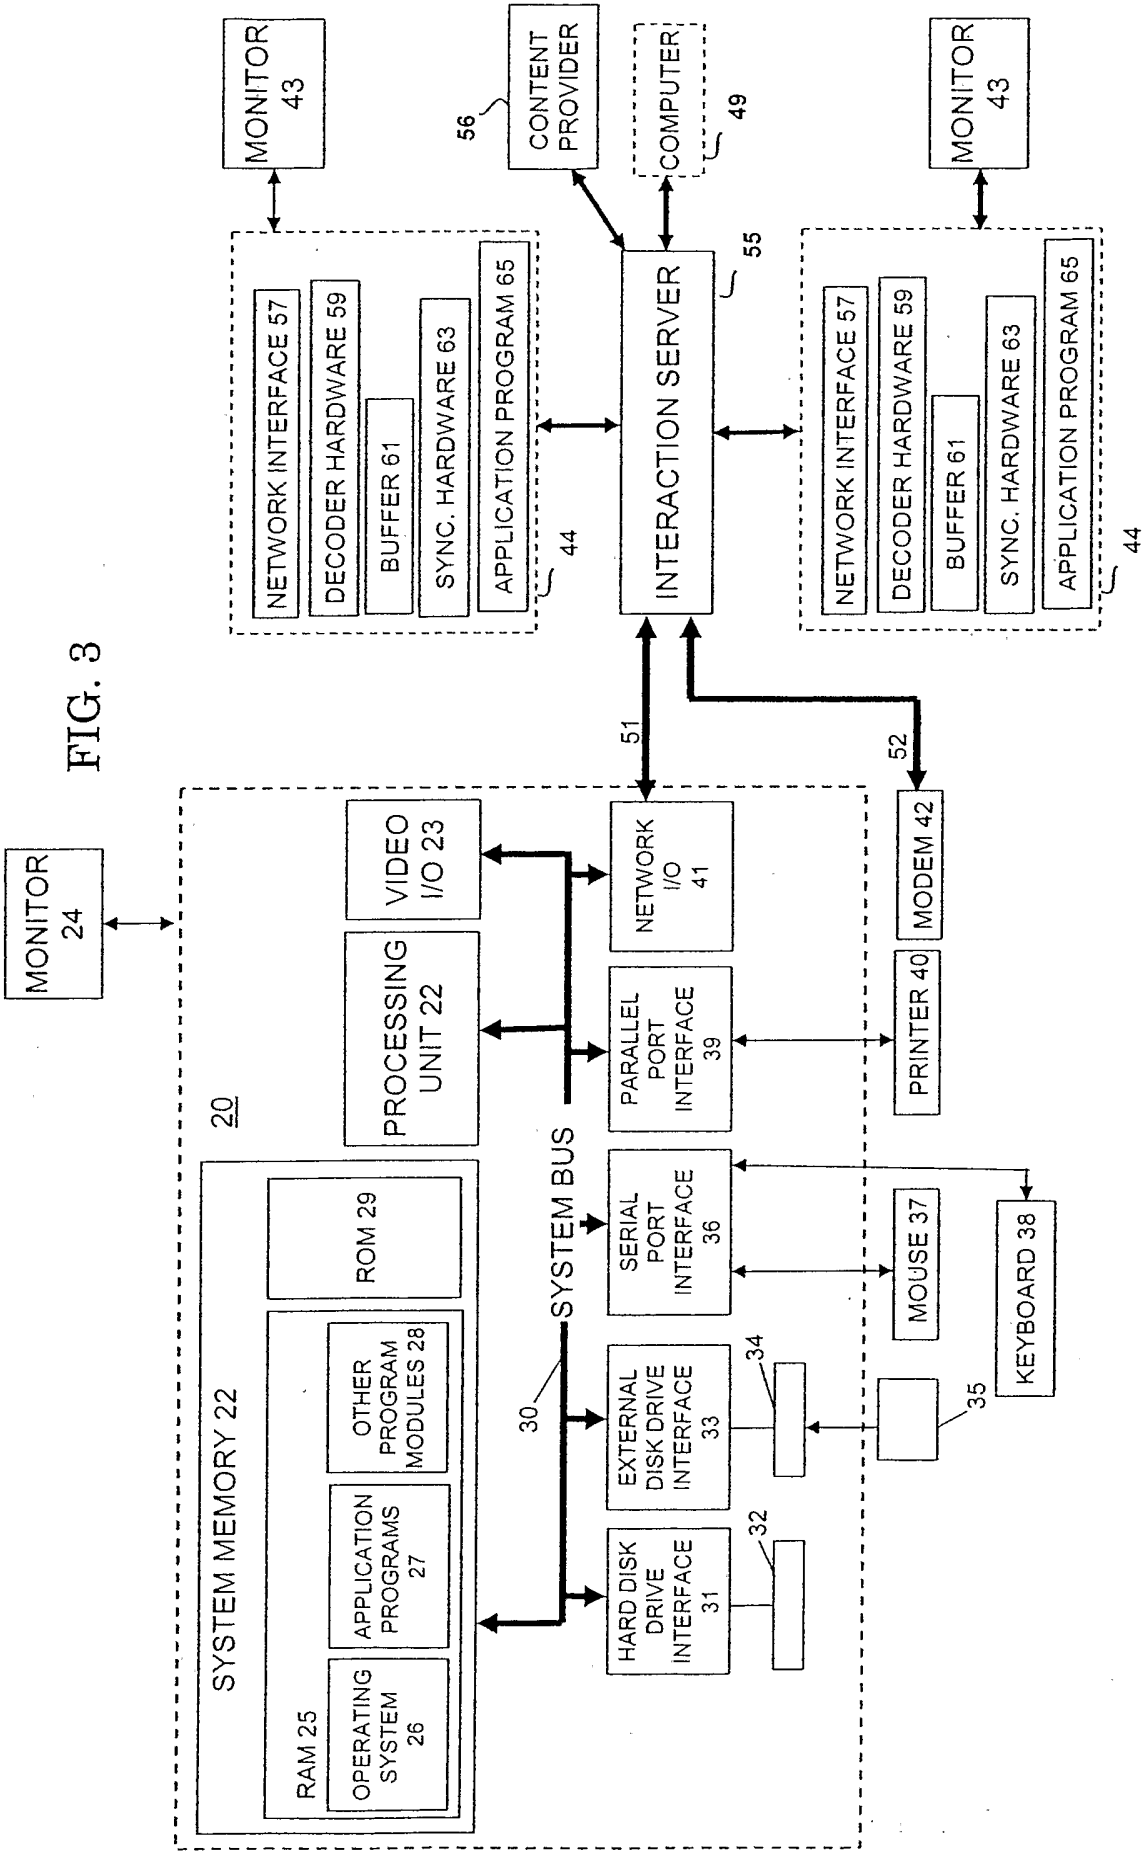 FIG. 3
MONITOR
24
20
SYSTEM MEMORY 22
RAM 25
OPERATING
SYSTEM
26
APPLICATION
PROGRAMS
27
OTHER
PROGRAM
MODULES 28
ROM 29
PROCESSING
UNIT 22
VIDEO
I/O 23
30
SYSTEM BUS
HARD DISK
DRIVE
INTERFACE
31
EXTERNAL
DISK DRIVE
INTERFACE
33
SERIAL
PORT
INTERFACE
36
PARALLEL
PORT
INTERFACE
39
NETWORK
I/O
41
32
34
35
MOUSE 37
KEYBOARD 38
PRINTER 40
MODEM 42
51
52
MONITOR
43
NETWORK INTERFACE 57
DECODER HARDWARE 59
BUFFER 61
SYNC. HARDWARE 63
APPLICATION PROGRAM 65
44
56
CONTENT
PROVIDER
COMPUTER
49
INTERACTION SERVER
55
NETWORK INTERFACE 57
DECODER HARDWARE 59
BUFFER 61
SYNC. HARDWARE 63
APPLICATION PROGRAM 65
44
MONITOR
43